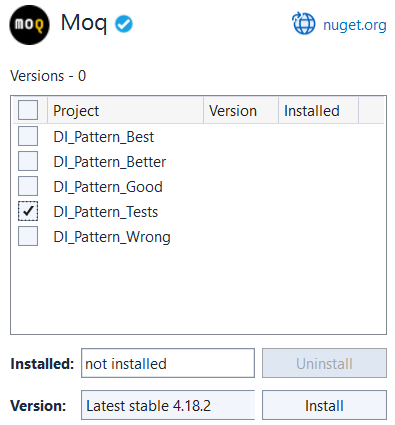 moq Moq nuget.org
Versions - 0
Project Version Installed
DI_Pattern_Best
DI_Pattern_Better
DI_Pattern_Good
DI_Pattern_Tests
DI_Pattern_Wrong
Installed: not installed Uninstall
Version: Latest stable 4.18.2 Install